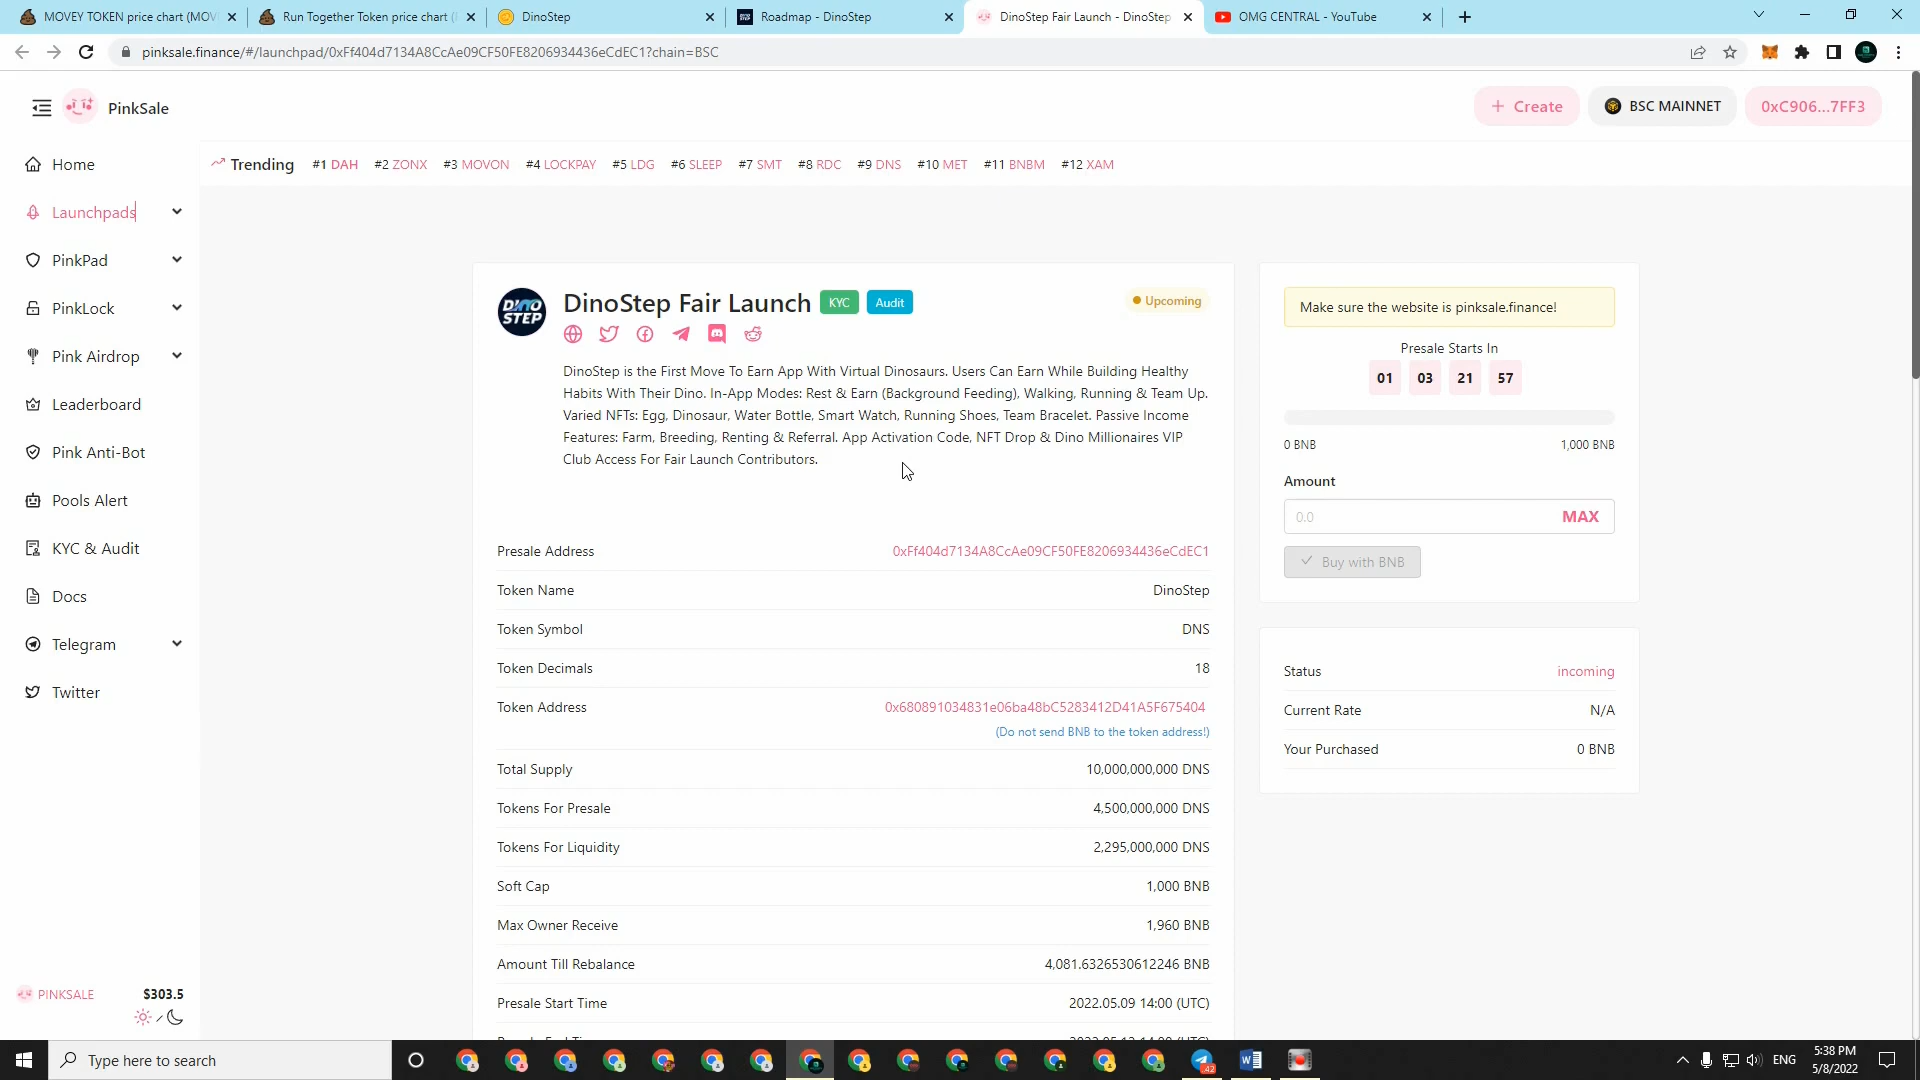 MOVEY TOKEN price chart (MOV
Run Together Token price chart (
DinoStep
Roadmap - DinoStep
DinoStep Fair Launch - DinoStep
OMG CENTRAL - YouTube
pinksale.finance/#/launchpad/0xFf404d7134A8CcAe09CF50FE8206934436eCdEC1?chain=BSC
PinkSale
Create
BSC MAINNET
0xC906...7FF3
Home
Launchpads
PinkPad
PinkLock
Pink Airdrop
Leaderboard
Pink Anti-Bot
Pools Alert
KYC & Audit
Docs
Telegram
Twitter
PINKSALE $303.5
Trending #1 DAH #2 ZONX #3 MOVON #4 LOCKPAY #5 LDG #6 SLEEP #7 SMT #8 RDC #9 DNS #10 MET #11 BNBM #12 XAM
DINO
STEP
DinoStep Fair Launch KYC Audit
Upcoming
DinoStep is the First Move To Earn App With Virtual Dinosaurs. Users Can Earn While Building Healthy
Habits With Their Dino. In-App Modes: Rest & Earn (Background Feeding), Walking, Running & Team Up.
Varied NFTs: Egg, Dinosaur, Water Bottle, Smart Watch, Running Shoes, Team Bracelet. Passive Income
Features: Farm, Breeding, Renting & Referral. App Activation Code, NFT Drop & Dino Millionaires VIP
Club Access For Fair Launch Contributors.
Presale Address 0xFf404d7134A8CcAe09CF50FE8206934436eCdEC1
Token Name DinoStep
Token Symbol DNS
Token Decimals 18
Token Address 0x680891034831e06ba48bC5283412D41A5F675404
(Do not send BNB to the token address!)
Total Supply 10,000,000,000 DNS
Tokens For Presale 4,500,000,000 DNS
Tokens For Liquidity 2,295,000,000 DNS
Soft Cap 1,000 BNB
Max Owner Receive 1,960 BNB
Amount Till Rebalance 4,081.6326530612246 BNB
Presale Start Time 2022.05.09 14:00 (UTC)
Make sure the website is pinksale.finance!
Presale Starts In
01 03 21 57
0 BNB 1,000 BNB
Amount
0.0 MAX
Buy with BNB
Status incoming
Current Rate N/A
Your Purchased 0 BNB
Type here to search
42
ENG
5:38 PM
5/8/2022